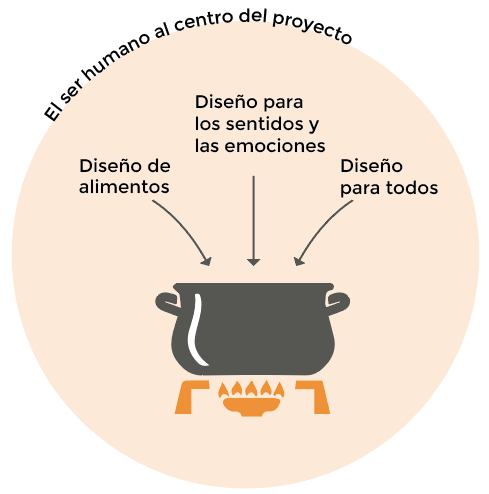 El ser humano al centro del proyecto
Diseño para
los sentidos y
las emociones
Diseño de
alimentos
Diseño
para todos